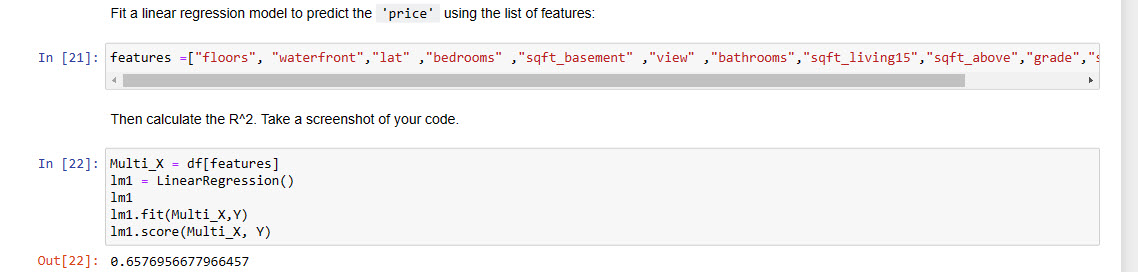 Fit a linear regression model to predict the 'price' using the list of features:
In [21]: features =["floors", "waterfront","lat" ,"bedrooms" ,"sqft_basement" ,"view" ,"bathrooms","sqft_living15","sqft_above","grade","s
Then calculate the R^2. Take a screenshot of your code.
In [22]: Multi_X = df[features]
lm1 = LinearRegression()
lm1
lm1.fit(Multi_X,Y)
lm1.score(Multi_X, Y)
Out[22]: 0.6576956677966457